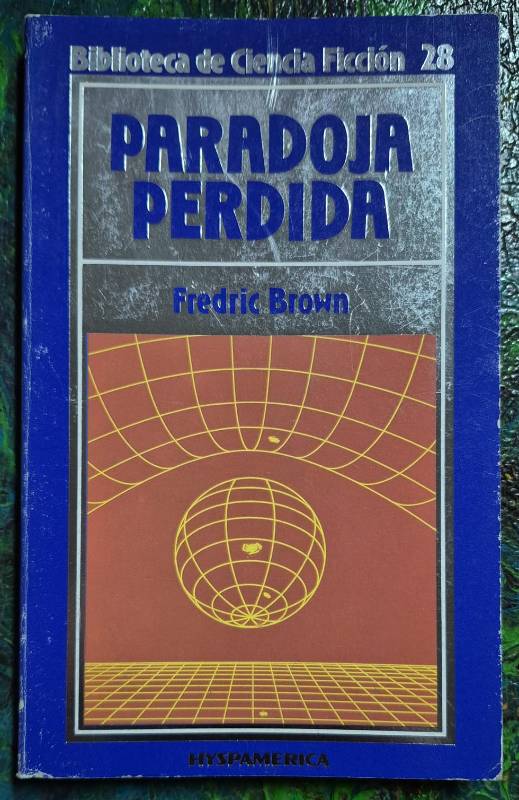 Biblioteca de Ciencia Ficción 28
PARADOJA
PERDIDA
Fredric Brown
HYSPAMERICA